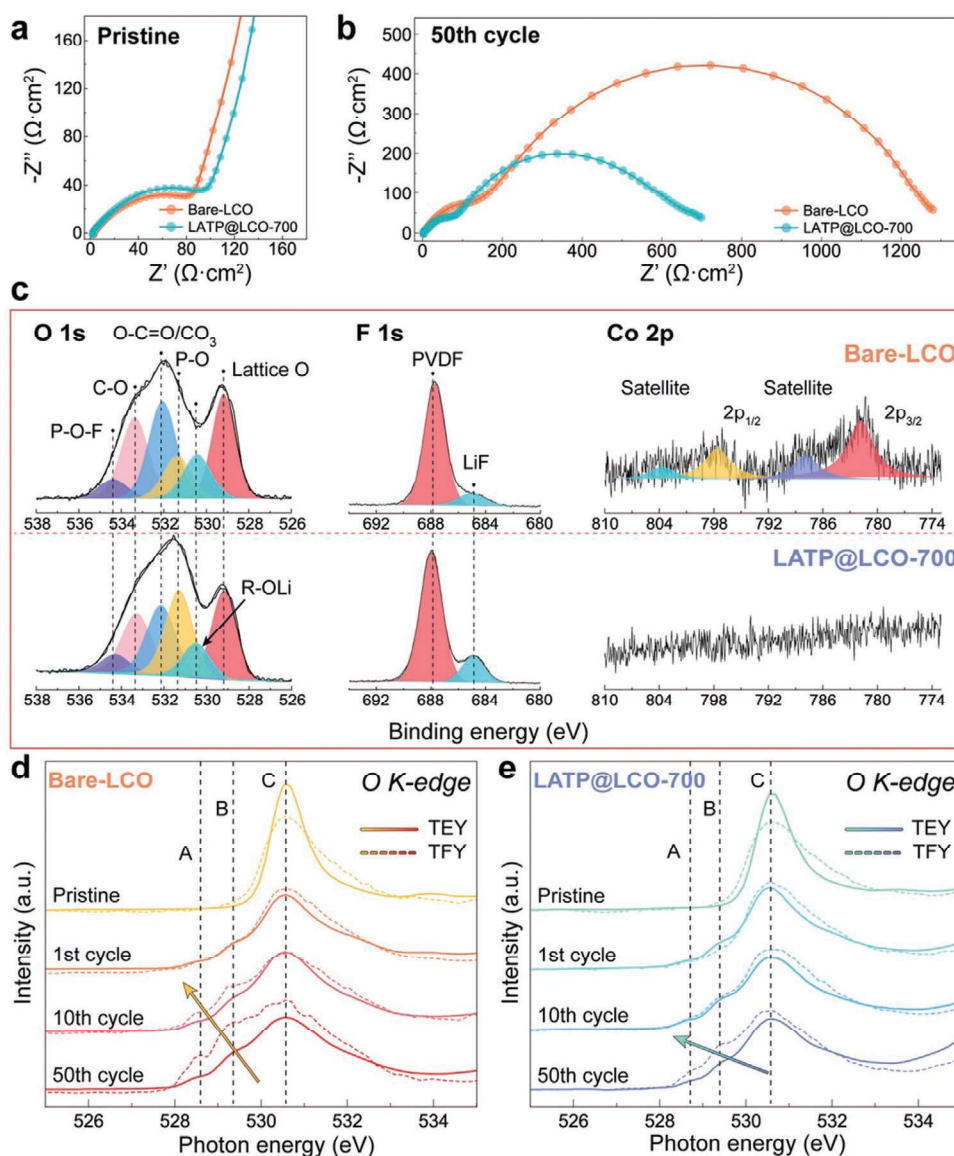 a Pristine
160
120
80
40
0
-Z'' (Ω·cm²)
Bare-LCO
LATP@LCO-700
0 40 80 120 160
Z' (Ω·cm²)
b 50th cycle
500
400
300
200
100
0
-Z'' (Ω·cm²)
Bare-LCO
LATP@LCO-700
0 100 200 300 400 500 600 700 800 900 1000 1100 1200 1300
Z' (Ω·cm²)
c
O 1s
O-C=O/CO₃
P-O
C-O
Lattice O
P-O-F
538 536 534 532 530 528 526
R-OLi
538 536 534 532 530 528 526
F 1s
PVDF
LiF
692 688 684 680
692 688 684 680
Co 2p
Bare-LCO
Satellite
Satellite
2p₁/₂
2p₃/₂
810 804 798 792 786 780 774
LATP@LCO-700
810 804 798 792 786 780 774
Binding energy (eV)
d
Bare-LCO
C
O K-edge
B
TEY
A
TFY
Pristine
1st cycle
10th cycle
50th cycle
Intensity (a.u.)
526 528 530 532 534
Photon energy (eV)
e
LATP@LCO-700
C
O K-edge
B
TEY
A
TFY
Pristine
1st cycle
10th cycle
50th cycle
Intensity (a.u.)
526 528 530 532 534
Photon energy (eV)